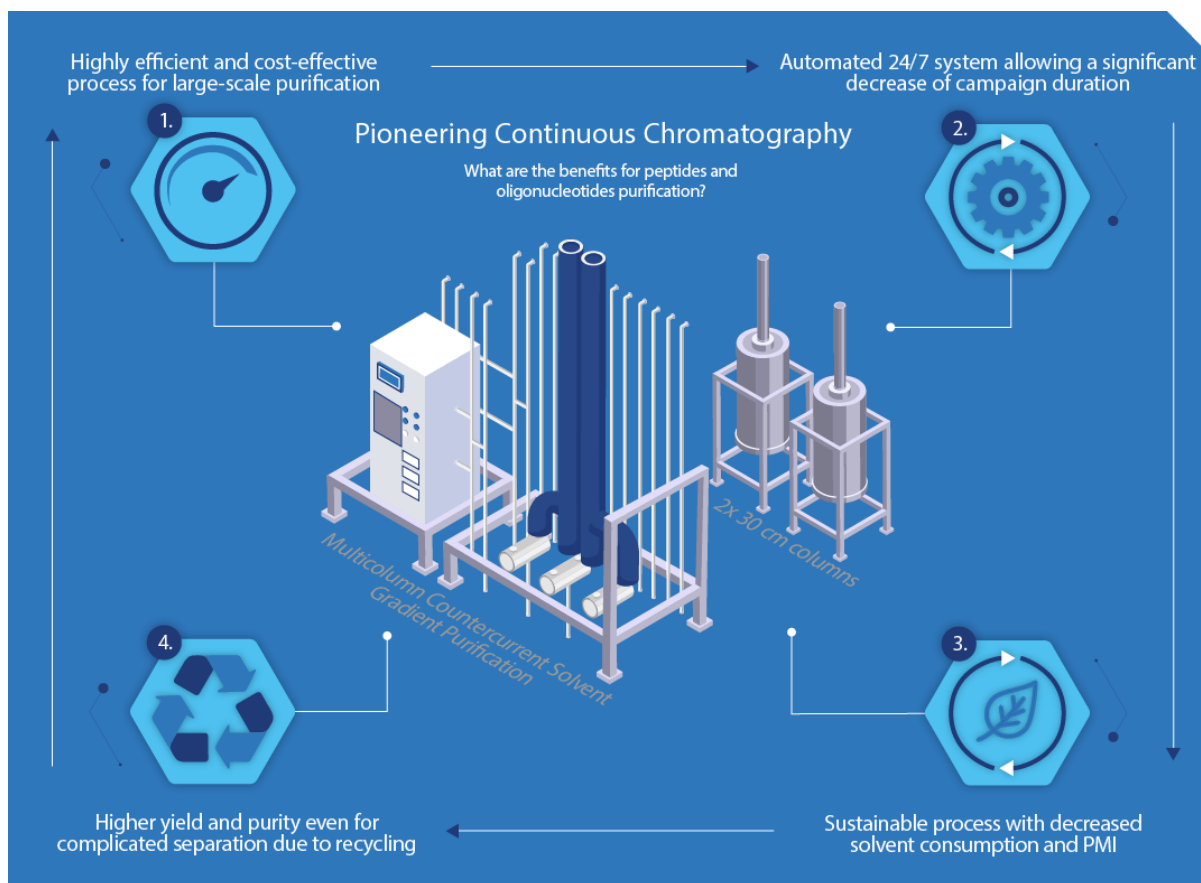 Highly efficient and cost-effective
process for large-scale purification
Automated 24/7 system allowing a significant
decrease of campaign duration
1.
2.
Pioneering Continuous Chromatography
What are the benefits for peptides and
oligonucleotides purification?
2x 30 cm columns
Multicolumn Countercurrent Solvent
Gradient Purification
4.
3.
Higher yield and purity even for
complicated separation due to recycling
Sustainable process with decreased
solvent consumption and PMI